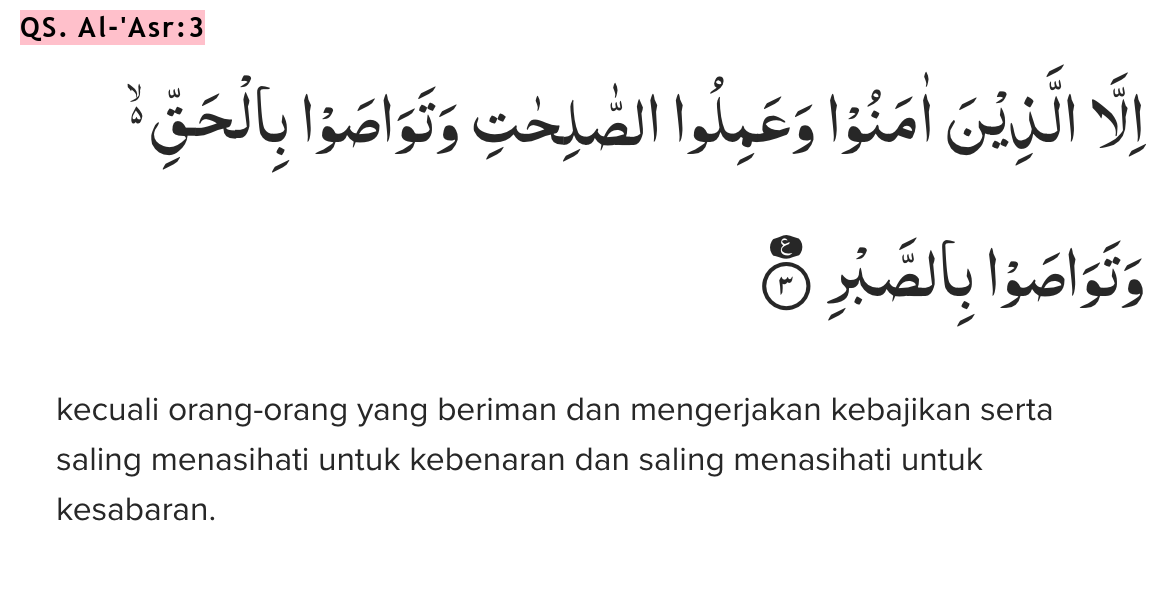 QS. Al-'Asr:3
اِلَّا الَّذِيْنَ اٰمَنُوْا وَعَمِلُوا الصّٰلِحٰتِ وَتَوَاصَوْا بِالْحَقِّ ەۙ
وَتَوَاصَوْا بِالصَّبْرِ ࣖ ٣
kecuali orang-orang yang beriman dan mengerjakan kebajikan serta
saling menasihati untuk kebenaran dan saling menasihati untuk
kesabaran.